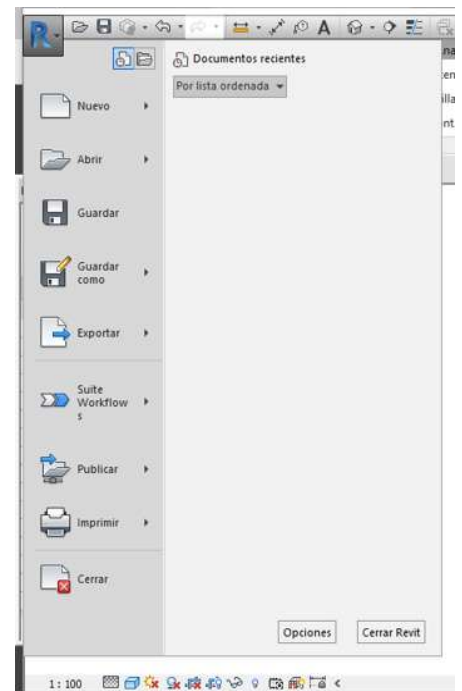 R
A
Documentos recientes
Por lista ordenada
Nuevo
Abrir
Guardar
Guardar
como
Exportar
Suite
Workflow
s
Publicar
Imprimir
Cerrar
Opciones
Cerrar Revit
1 : 100